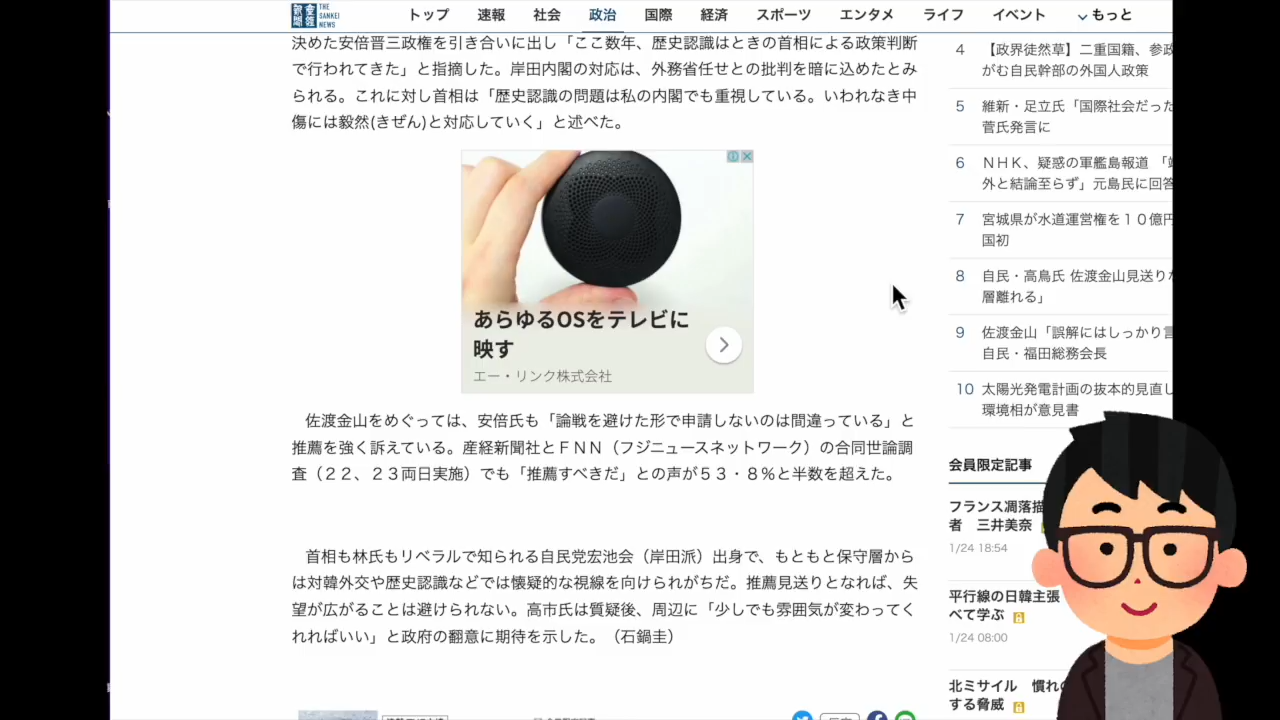 産經新聞
THE SANKEI NEWS
トップ 速報 社会 政治 国際 経済 スポーツ エンタメ ライフ イベント もっと
決めた安倍晋三政権を引き合いに出し「ここ数年、歴史認識はときの首相による政策判断
で行われてきた」と指摘した。岸田内閣の対応は、外務省任せとの批判を暗に込めたとみ
られる。これに対し首相は「歴史認識の問題は私の内閣でも重視している。いわれなき中
傷には毅然(きぜん)と対応していく」と述べた。
あらゆるOSをテレビに
映す
エー・リンク株式会社
佐渡金山をめぐっては、安倍氏も「論戦を避けた形で申請しないのは間違っている」と
推薦を強く訴えている。産経新聞社とＦＮＮ（フジニュースネットワーク）の合同世論調
査（２２、２３両日実施）でも「推薦すべきだ」との声が５３・８％と半数を超えた。
首相も林氏もリベラルで知られる自民党宏池会（岸田派）出身で、もともと保守層から
は対韓外交や歴史認識などでは懐疑的な視線を向けられがちだ。推薦見送りとなれば、失
望が広がることは避けられない。高市氏は質疑後、周辺に「少しでも雰囲気が変わってく
れればいい」と政府の翻意に期待を示した。（石鍋圭）
4 【政界徒然草】二重国籍、参政
がむ自民幹部の外国人政策
5 維新・足立氏「国際社会だった
菅氏発言に
6 ＮＨＫ、疑惑の軍艦島報道 「
外と結論至らず」元島民に回答
7 宮城県が水道運営権を１０億円
国初
8 自民・高鳥氏 佐渡金山見送り
層離れる」
9 佐渡金山「誤解にはしっかり言
自民・福田総務会長
10 太陽光発電計画の抜本的見直し
環境相が意見書
会員限定記事
フランス凋落描
者 三井美奈
1/24 18:54
平行線の日韓主張
べて学ぶ
1/24 08:00
北ミサイル 慣れ
する脅威